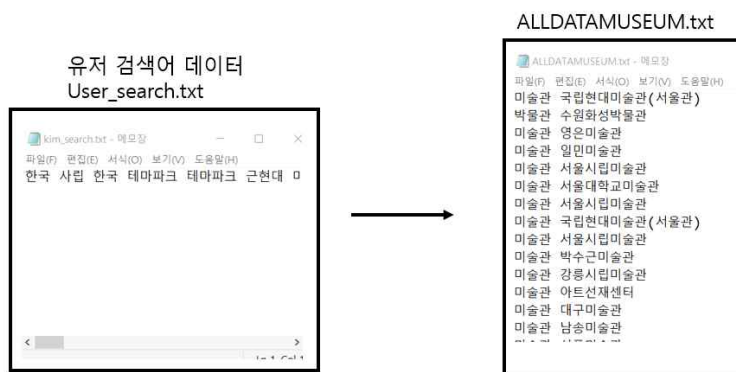 유저 검색어 데이터
User_search.txt
kim_search.txt - 메모장
파일(F) 편집(E) 서식(O) 보기(V) 도움말(H)
한국 사립 한국 테마파크 테마파크 근현대
ALLDATAMUSEUM.txt
ALLDATAMUSEUM.txt - 메모장
파일(F) 편집(E) 서식(O) 보기(V) 도움말(H)
미술관 국립현대미술관(서울관)
박물관 수원화성박물관
미술관 영은미술관
미술관 일민미술관
미술관 서울시립미술관
미술관 서울대학교미술관
미술관 서울시립미술관
미술관 국립현대미술관(서울관)
미술관 서울시립미술관
미술관 박수근미술관
미술관 강릉시립미술관
미술관 아트선재센터
미술관 대구미술관
미술관 남송미술관